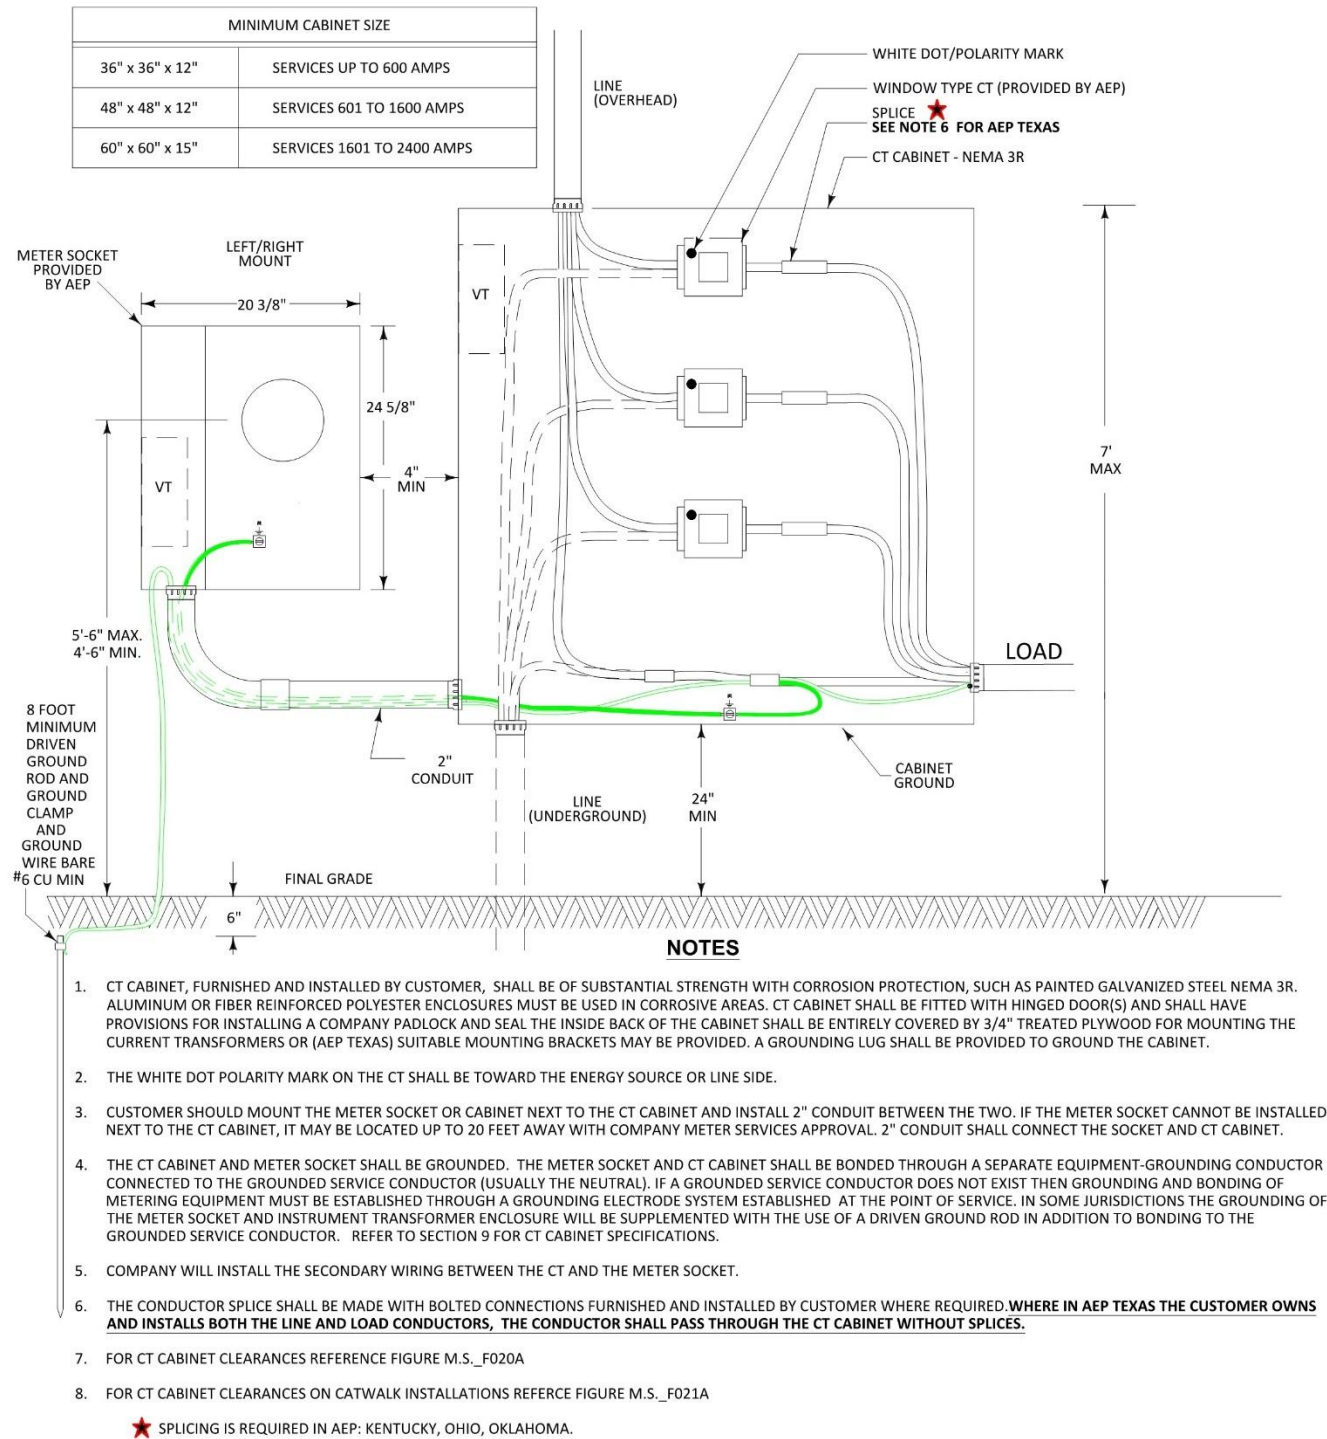 MINIMUM CABINET SIZE
36" x 36" x 12" SERVICES UP TO 600 AMPS
48" x 48" x 12" SERVICES 601 TO 1600 AMPS
60" x 60" x 15" SERVICES 1601 TO 2400 AMPS
LINE
(OVERHEAD)
WHITE DOT/POLARITY MARK
WINDOW TYPE CT (PROVIDED BY AEP)
SPLICE
SEE NOTE 6 FOR AEP TEXAS
CT CABINET - NEMA 3R
METER SOCKET
PROVIDED
BY AEP
LEFT/RIGHT
MOUNT
20 3/8"
VT
24 5/8"
4"
MIN
VT
7'
MAX
5'-6" MAX.
4'-6" MIN.
LOAD
8 FOOT
MINIMUM
DRIVEN
GROUND
ROD AND
GROUND
CLAMP
AND
GROUND
WIRE BARE
#6 CU MIN
2"
CONDUIT
LINE
(UNDERGROUND)
24"
MIN
CABINET
GROUND
FINAL GRADE
6"
NOTES
1. CT CABINET, FURNISHED AND INSTALLED BY CUSTOMER, SHALL BE OF SUBSTANTIAL STRENGTH WITH CORROSION PROTECTION, SUCH AS PAINTED GALVANIZED STEEL NEMA 3R.
ALUMINUM OR FIBER REINFORCED POLYESTER ENCLOSURES MUST BE USED IN CORROSIVE AREAS. CT CABINET SHALL BE FITTED WITH HINGED DOOR(S) AND SHALL HAVE
PROVISIONS FOR INSTALLING A COMPANY PADLOCK AND SEAL THE INSIDE BACK OF THE CABINET SHALL BE ENTIRELY COVERED BY 3/4" TREATED PLYWOOD FOR MOUNTING THE
CURRENT TRANSFORMERS OR (AEP TEXAS) SUITABLE MOUNTING BRACKETS MAY BE PROVIDED. A GROUNDING LUG SHALL BE PROVIDED TO GROUND THE CABINET.
2. THE WHITE DOT POLARITY MARK ON THE CT SHALL BE TOWARD THE ENERGY SOURCE OR LINE SIDE.
3. CUSTOMER SHOULD MOUNT THE METER SOCKET OR CABINET NEXT TO THE CT CABINET AND INSTALL 2" CONDUIT BETWEEN THE TWO. IF THE METER SOCKET CANNOT BE INSTALLED
NEXT TO THE CT CABINET, IT MAY BE LOCATED UP TO 20 FEET AWAY WITH COMPANY METER SERVICES APPROVAL. 2" CONDUIT SHALL CONNECT THE SOCKET AND CT CABINET.
4. THE CT CABINET AND METER SOCKET SHALL BE GROUNDED. THE METER SOCKET AND CT CABINET SHALL BE BONDED THROUGH A SEPARATE EQUIPMENT-GROUNDING CONDUCTOR
CONNECTED TO THE GROUNDED SERVICE CONDUCTOR (USUALLY THE NEUTRAL). IF A GROUNDED SERVICE CONDUCTOR DOES NOT EXIST THEN GROUNDING AND BONDING OF
METERING EQUIPMENT MUST BE ESTABLISHED THROUGH A GROUNDING ELECTRODE SYSTEM ESTABLISHED AT THE POINT OF SERVICE. IN SOME JURISDICTIONS THE GROUNDING OF
THE METER SOCKET AND INSTRUMENT TRANSFORMER ENCLOSURE WILL BE SUPPLEMENTED WITH THE USE OF A DRIVEN GROUND ROD IN ADDITION TO BONDING TO THE
GROUNDED SERVICE CONDUCTOR. REFER TO SECTION 9 FOR CT CABINET SPECIFICATIONS.
5. COMPANY WILL INSTALL THE SECONDARY WIRING BETWEEN THE CT AND THE METER SOCKET.
6. THE CONDUCTOR SPLICE SHALL BE MADE WITH BOLTED CONNECTIONS FURNISHED AND INSTALLED BY CUSTOMER WHERE REQUIRED.WHERE IN AEP TEXAS THE CUSTOMER OWNS
AND INSTALLS BOTH THE LINE AND LOAD CONDUCTORS, THE CONDUCTOR SHALL PASS THROUGH THE CT CABINET WITHOUT SPLICES.
7. FOR CT CABINET CLEARANCES REFERENCE FIGURE M.S._F020A
8. FOR CT CABINET CLEARANCES ON CATWALK INSTALLATIONS REFERCE FIGURE M.S._F021A
SPLICING IS REQUIRED IN AEP: KENTUCKY, OHIO, OKLAHOMA.